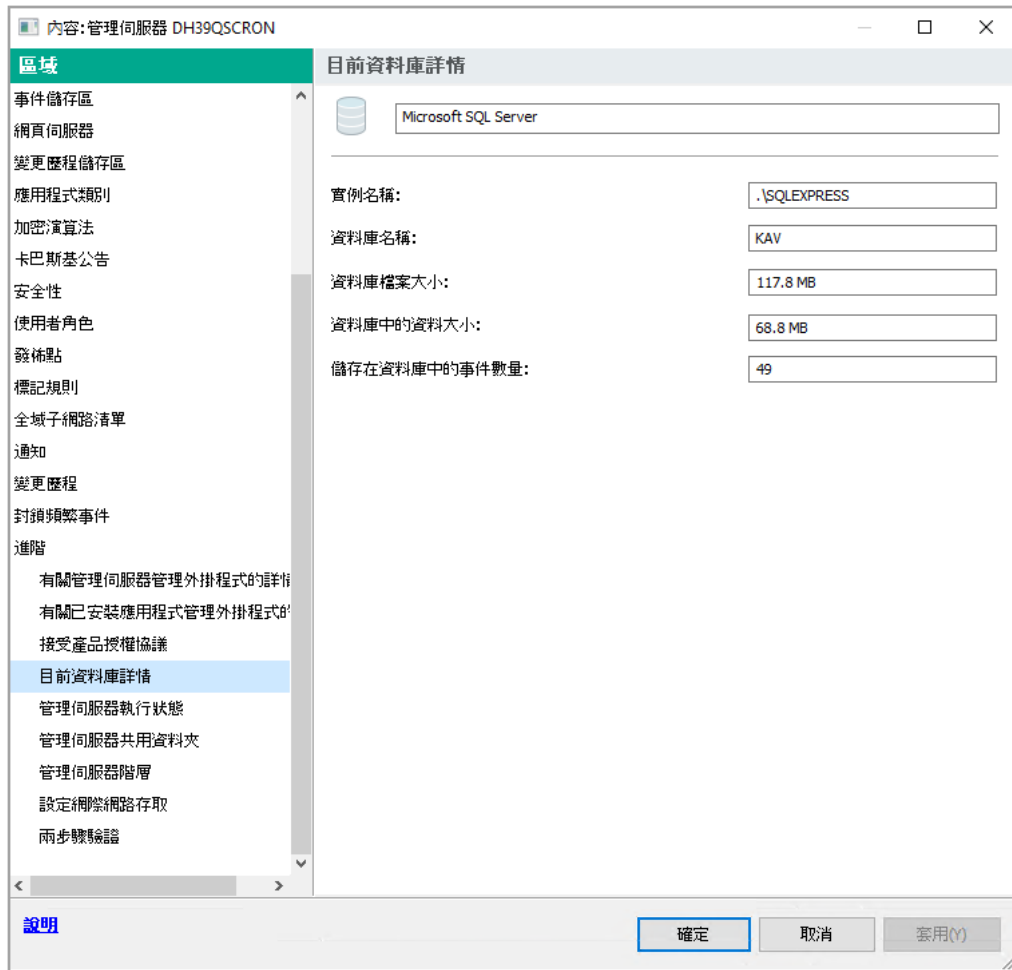 內容:管理伺服器 DH39QSCRON
區域
事件儲存區
網頁伺服器
變更歷程儲存區
應用程式類別
加密演算法
卡巴斯基公告
安全性
使用者角色
發佈點
標記規則
全域子網路清單
通知
變更歷程
封鎖頻繁事件
進階
有關管理伺服器管理外掛程式的詳情
有關已安裝應用程式管理外掛程式的
接受產品授權協議
目前資料庫詳情
管理伺服器執行狀態
管理伺服器共用資料夾
管理伺服器階層
設定網際網路存取
兩步驟驗證
目前資料庫詳情
Microsoft SQL Server
實例名稱: .\SQLEXPRESS
資料庫名稱: KAV
資料庫檔案大小: 117.8 MB
資料庫中的資料大小: 68.8 MB
儲存在資料庫中的事件數量: 49
說明
確定 取消 套用(Y)